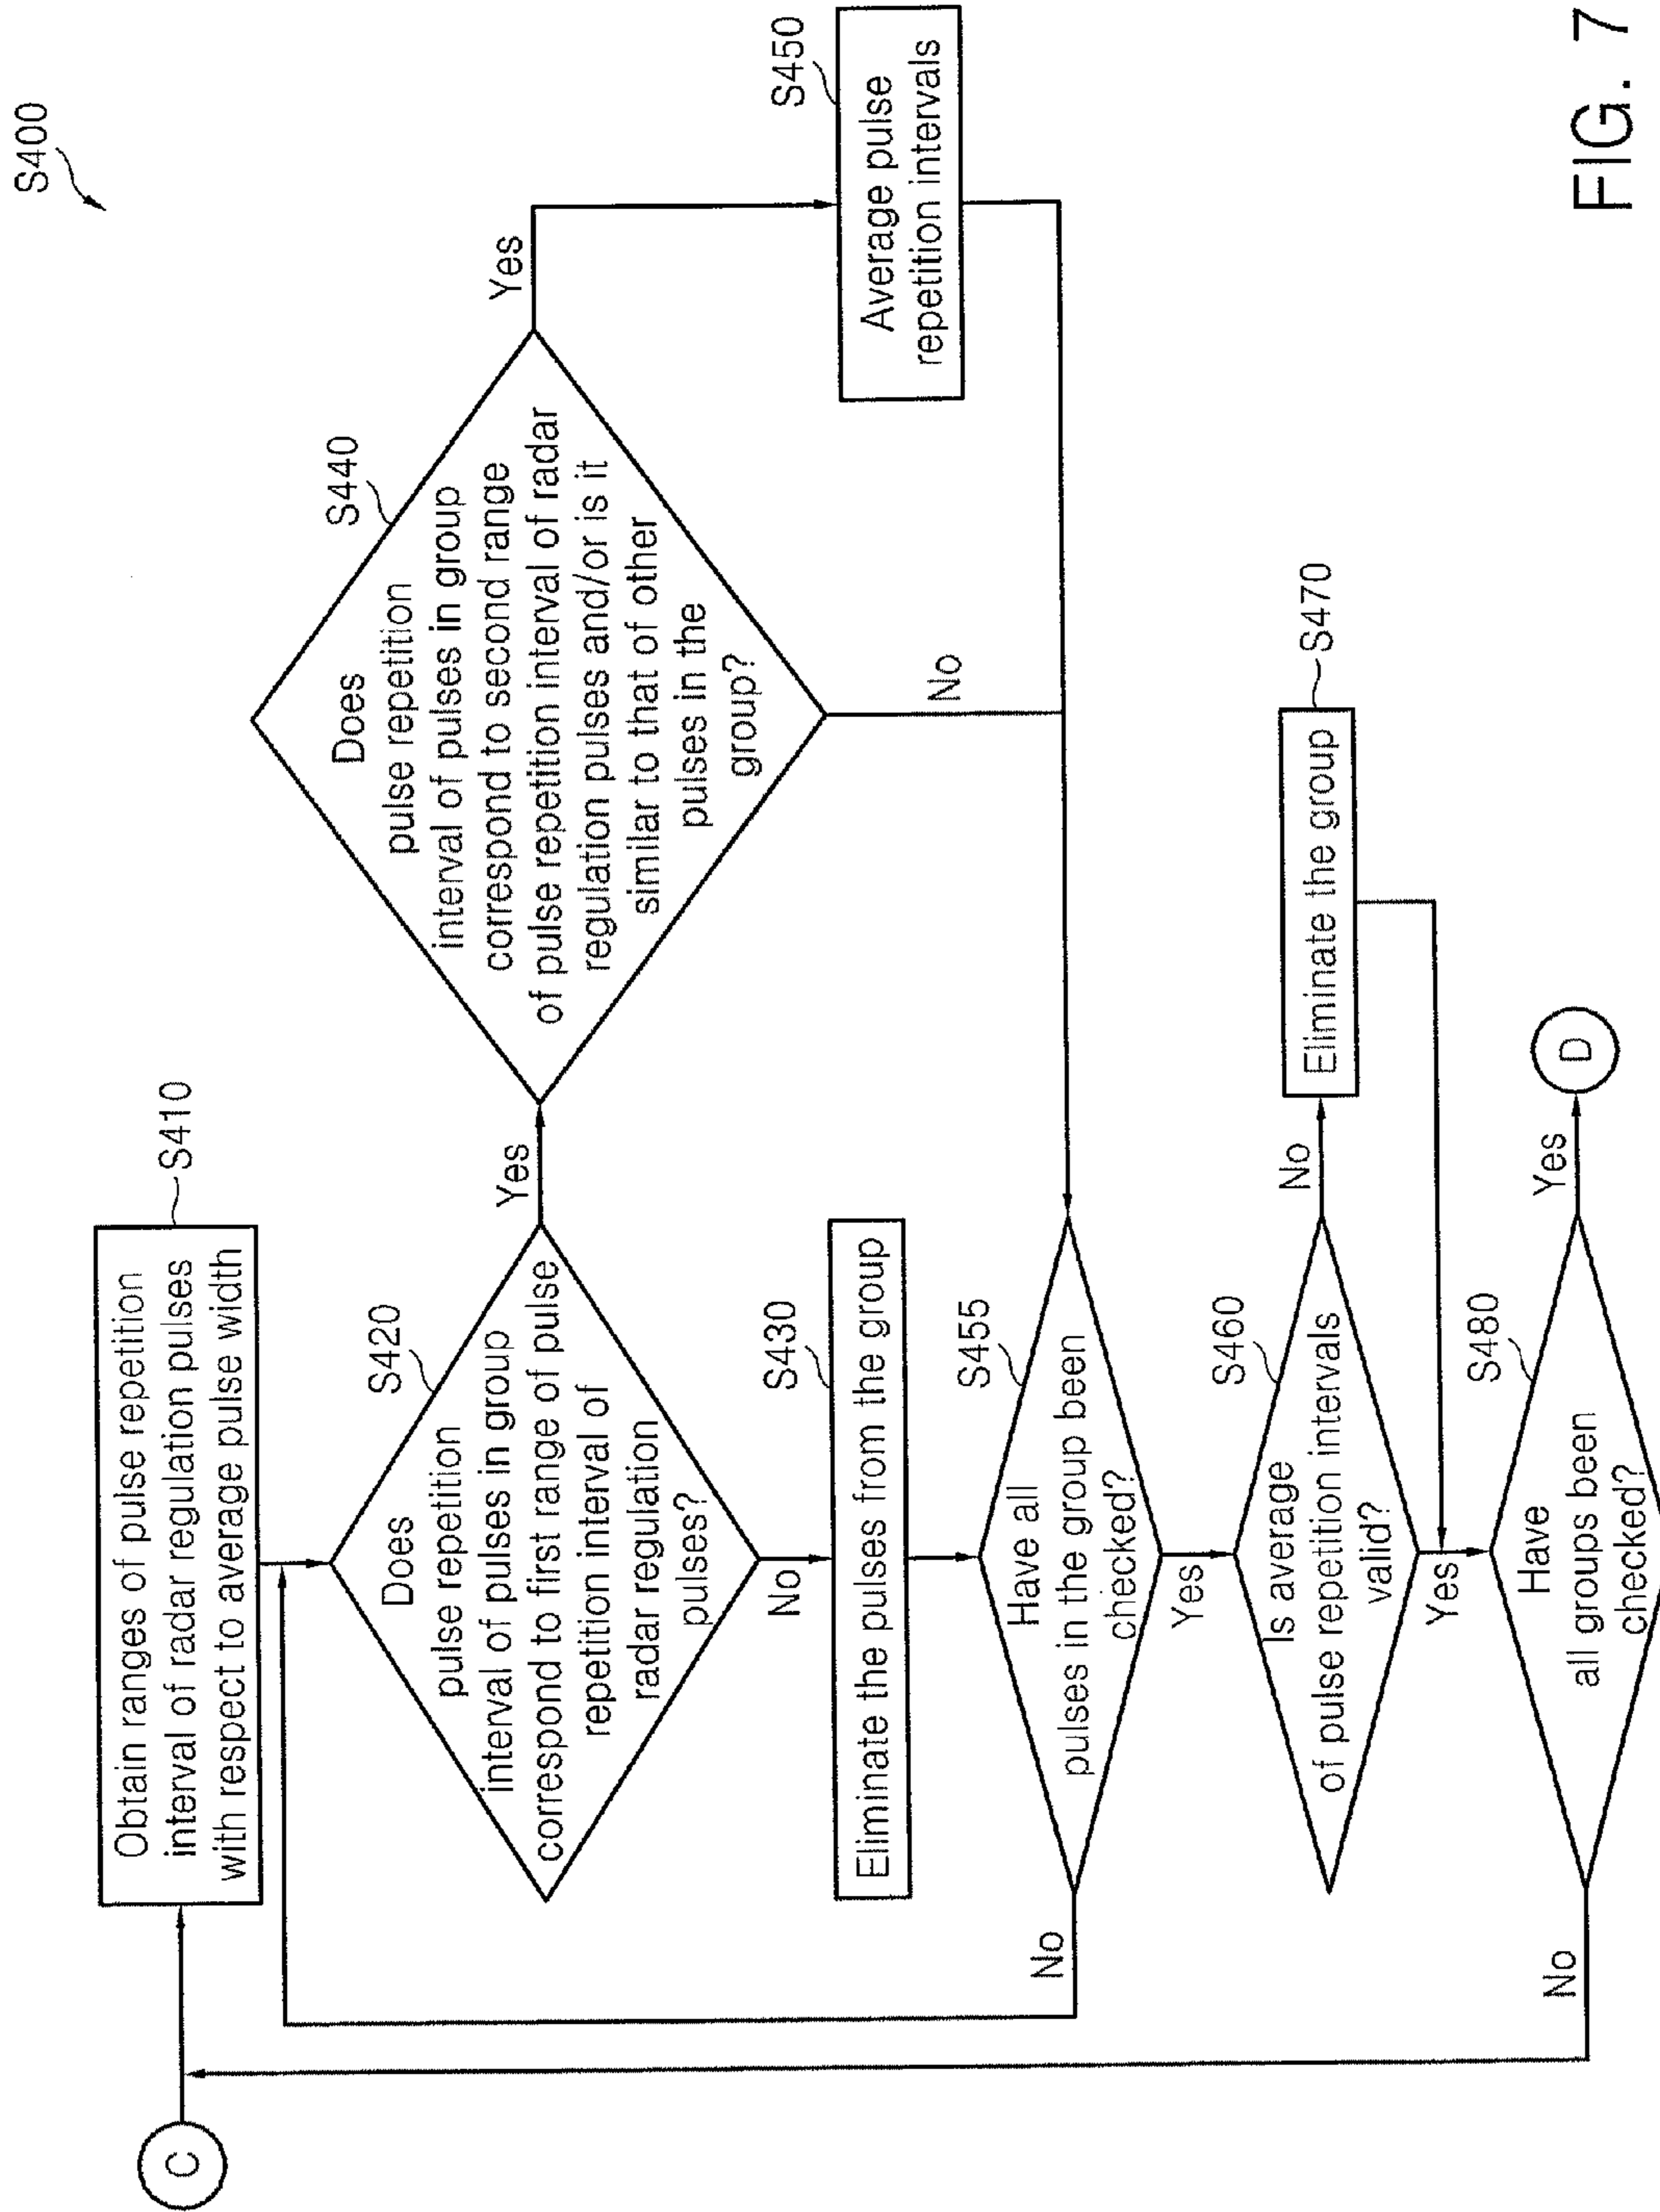 S400
C
Obtain ranges of pulse repetition
interval of radar regulation pulses
with respect to average pulse width
S410
Does
pulse repetition
interval of pulses in group
correspond to first range of pulse
repetition interval of
radar regulation
pulses?
S420
Yes
No
Does
pulse repetition
interval of pulses in group
correspond to second range
of pulse repetition interval of radar
regulation pulses and/or is it
similar to that of other
pulses in the
group?
S440
Yes
No
Average pulse
repetition intervals
S450
Eliminate the pulses from the group
S430
Have all
pulses in the group been
checked?
S455
No
Yes
Is average
of pulse repetition intervals
valid?
S460
No
Yes
Eliminate the group
S470
Have
all groups been
checked?
S480
No
Yes
D
FIG. 7